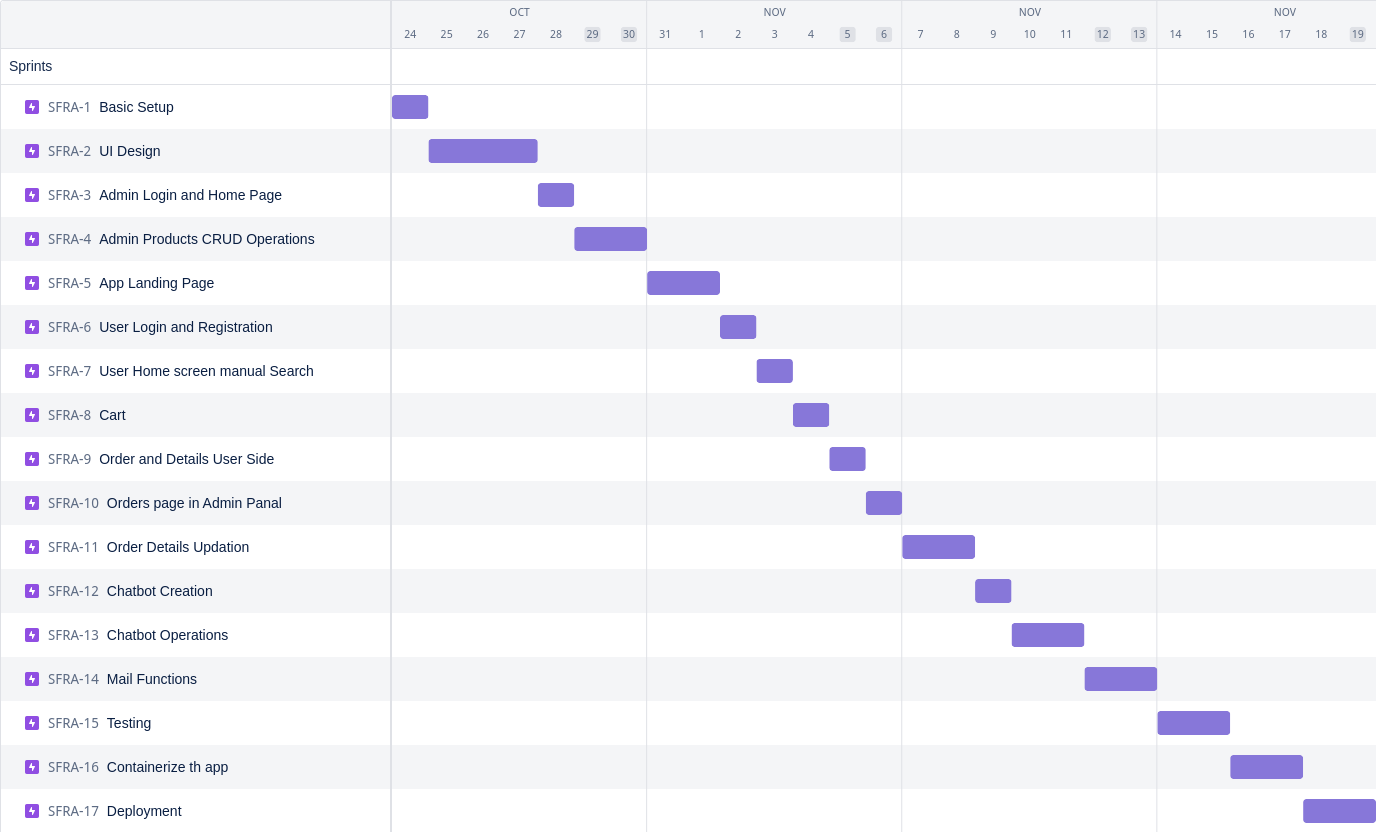 OCT NOV NOV NOV
24 25 26 27 28 29 30 31 1 2 3 4 5 6 7 8 9 10 11 12 13 14 15 16 17 18 19
Sprints
SFRA-1 Basic Setup
SFRA-2 UI Design
SFRA-3 Admin Login and Home Page
SFRA-4 Admin Products CRUD Operations
SFRA-5 App Landing Page
SFRA-6 User Login and Registration
SFRA-7 User Home screen manual Search
SFRA-8 Cart
SFRA-9 Order and Details User Side
SFRA-10 Orders page in Admin Panal
SFRA-11 Order Details Updation
SFRA-12 Chatbot Creation
SFRA-13 Chatbot Operations
SFRA-14 Mail Functions
SFRA-15 Testing
SFRA-16 Containerize th app
SFRA-17 Deployment